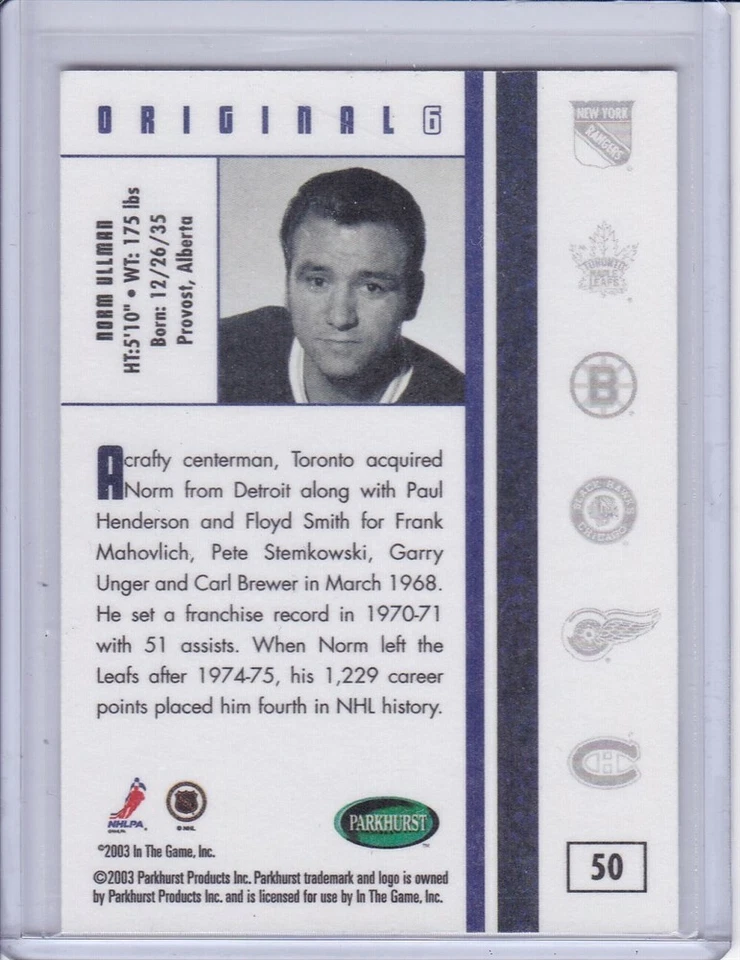 ORIGINAL 6
NORM ULLMAN
HT:5'10" • WT: 175 lbs
Born: 12/26/35
Provost, Alberta
A crafty centerman, Toronto acquired
Norm from Detroit along with Paul
Henderson and Floyd Smith for Frank
Mahovlich, Pete Stemkowski, Garry
Unger and Carl Brewer in March 1968.
He set a franchise record in 1970-71
with 51 assists. When Norm left the
Leafs after 1974-75, his 1,229 career
points placed him fourth in NHL history.
NHLPA
© NHL
PARKHURST
©2003 In The Game, Inc.
©2003 Parkhurst Products Inc. Parkhurst trademark and logo is owned
by Parkhurst Products Inc. and is licensed for use by In The Game, Inc.
NEW YORK
RANGERS
TORONTO
MAPLE
LEAFS
B
BLACK HAWKS
CHICAGO
CH
50